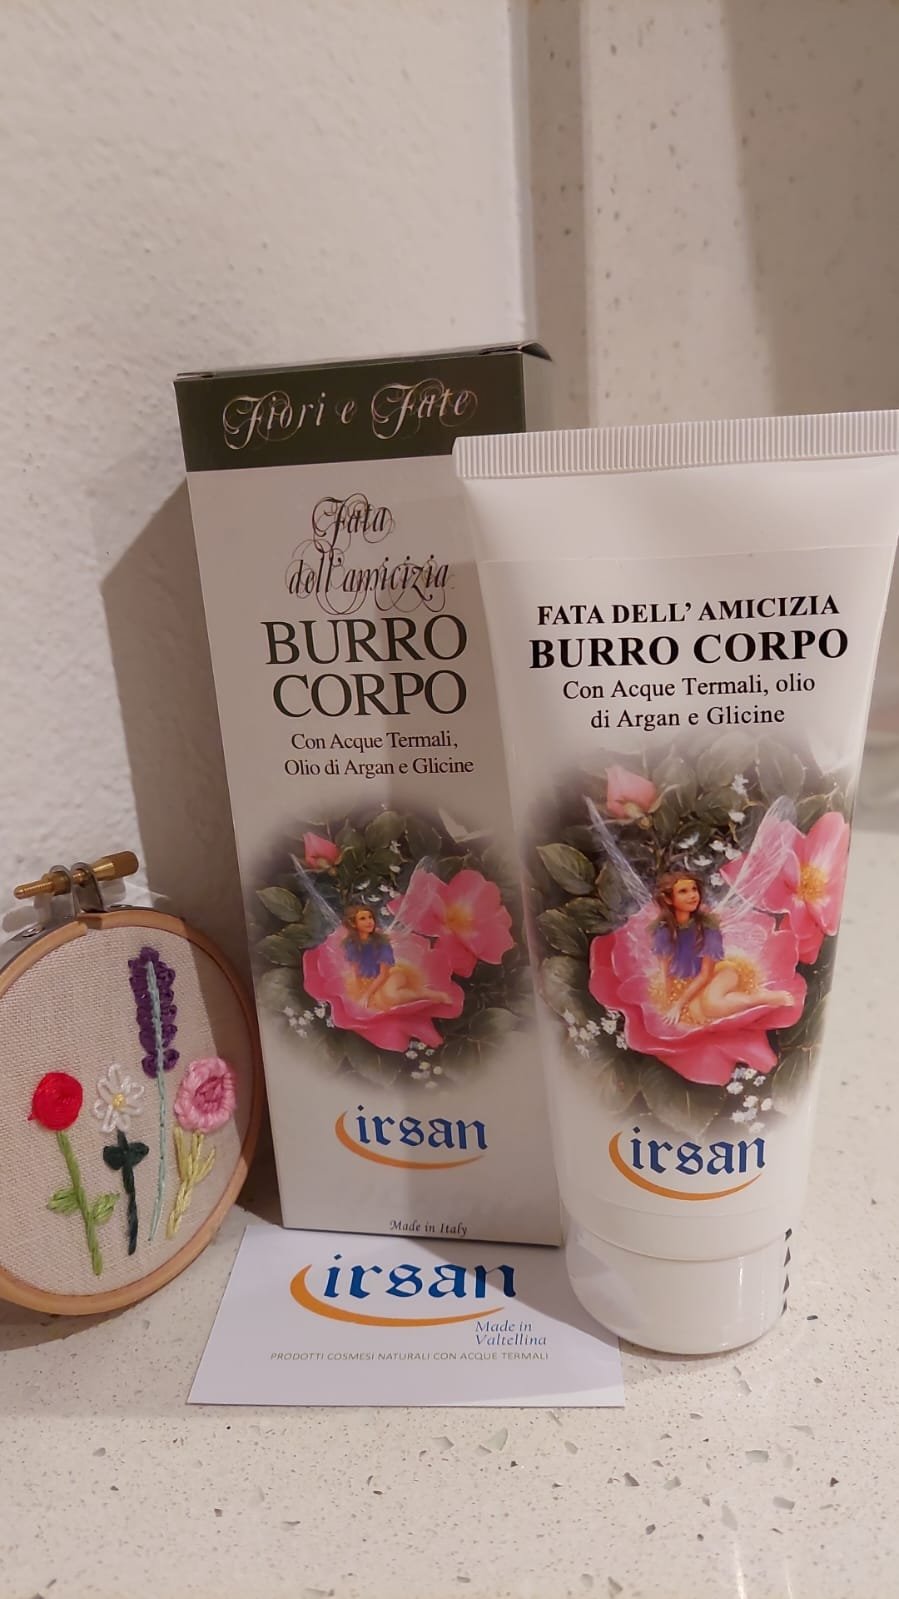 Fiori e Fate
Fata
dell'amicizia
BURRO
CORPO
Con Acque Termali,
Olio di Argan e Glicine
irsan
Made in Italy
FATA DELL' AMICIZIA
BURRO CORPO
Con Acque Termali, olio
di Argan e Glicine
irsan
irsan
Made in
Valtellina
PRODOTTI COSMESI NATURALI CON ACQUE TERMALI